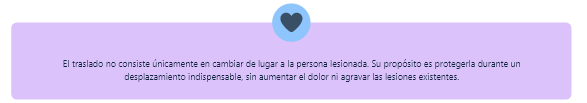 El traslado no consiste únicamente en cambiar de lugar a la persona lesionada. Su propósito es protegerla durante un
desplazamiento indispensable, sin aumentar el dolor ni agravar las lesiones existentes.